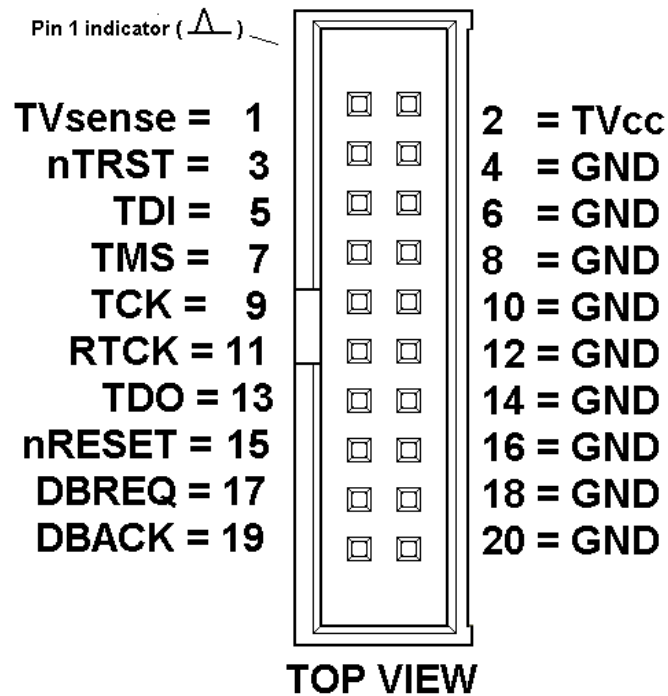 Pin 1 indicator ( )
TVsense = 1 2 = TVcc
nTRST = 3 4 = GND
TDI = 5 6 = GND
TMS = 7 8 = GND
TCK = 9 10 = GND
RTCK = 11 12 = GND
TDO = 13 14 = GND
nRESET = 15 16 = GND
DBREQ = 17 18 = GND
DBACK = 19 20 = GND
TOP VIEW